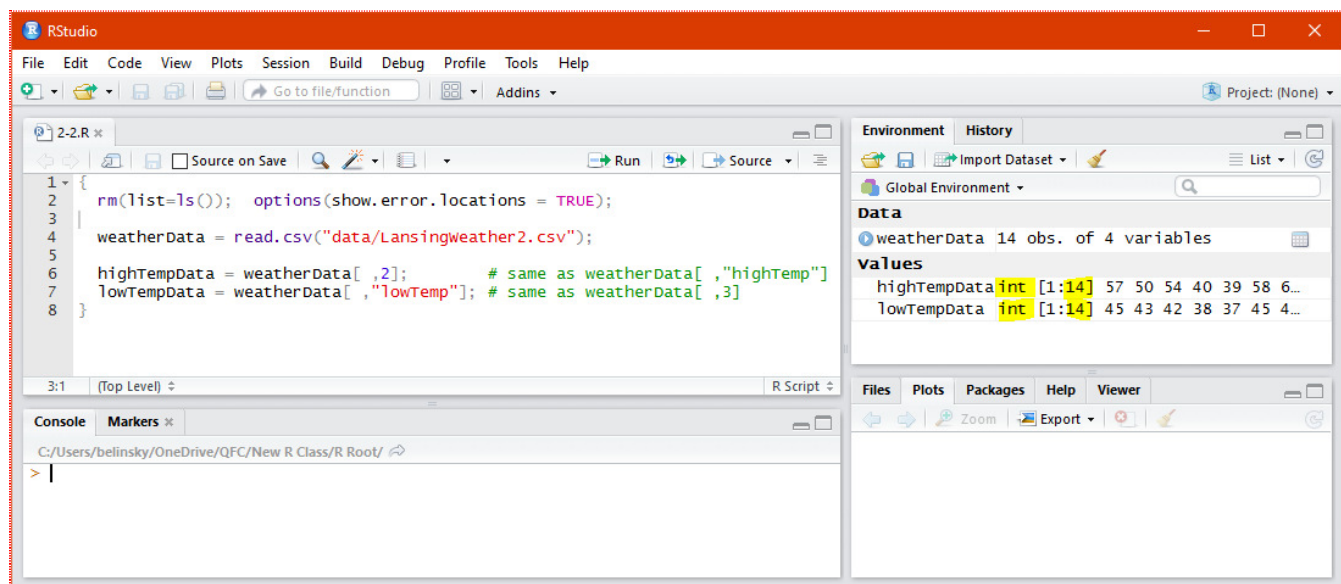 RStudio
File Edit Code View Plots Session Build Debug Profile Tools Help
Go to file/function Addins Project: (None)
2-2.R
Source on Save Run Source
1 {
2 rm(list=ls()); options(show.error.locations = TRUE);
3
4 weatherData = read.csv("data/LansingWeather2.csv");
5
6 highTempData = weatherData[ ,2]; # same as weatherData[ ,"highTemp"]
7 lowTempData = weatherData[ ,"lowTemp"]; # same as weatherData[ ,3]
8 }
3:1 (Top Level) R Script
Console Markers
C:/Users/belinsky/OneDrive/QFC/New R Class/R Root/
>
Environment History
Import Dataset List
Global Environment
Data
weatherData 14 obs. of 4 variables
Values
highTempData int [1:14] 57 50 54 40 39 58 6…
lowTempData int [1:14] 45 43 42 38 37 45 4…
Files Plots Packages Help Viewer
Zoom Export